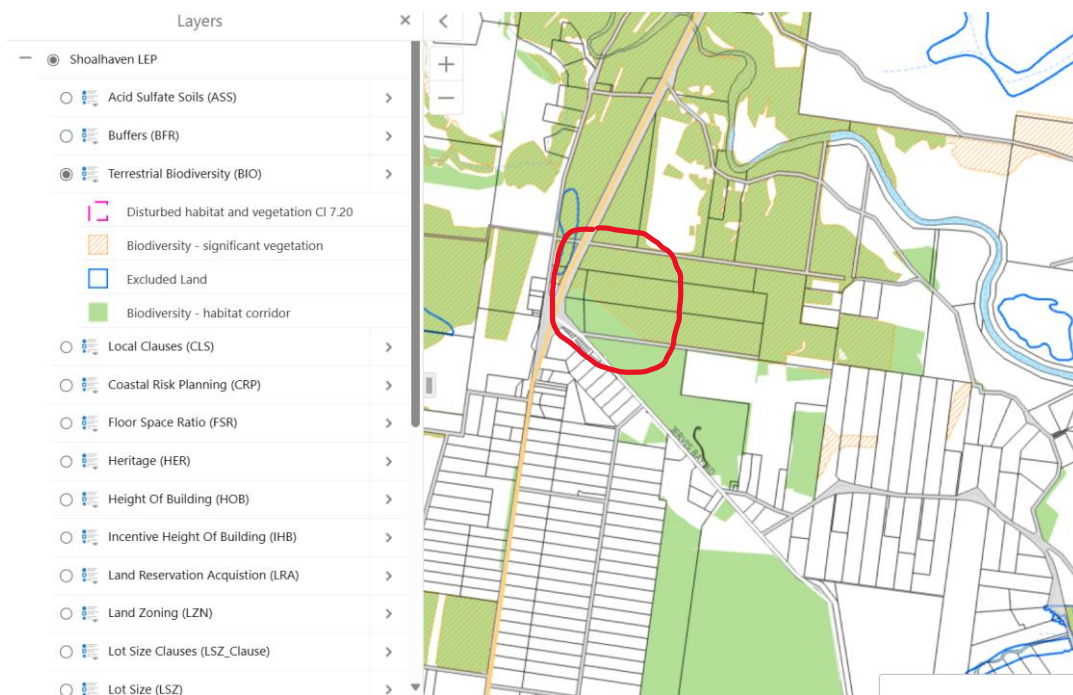 Layers
×
Shoalhaven LEP
Acid Sulfate Soils (ASS)
Buffers (BFR)
Terrestrial Biodiversity (BIO)
Disturbed habitat and vegetation Cl 7.20
Biodiversity - significant vegetation
Excluded Land
Biodiversity - habitat corridor
Local Clauses (CLS)
Coastal Risk Planning (CRP)
Floor Space Ratio (FSR)
Heritage (HER)
Height Of Building (HOB)
Incentive Height Of Building (IHB)
Land Reservation Acquistion (LRA)
Land Zoning (LZN)
Lot Size Clauses (LSZ_Clause)
Lot Size (LSZ)
+
−
JERVIS BAY RD